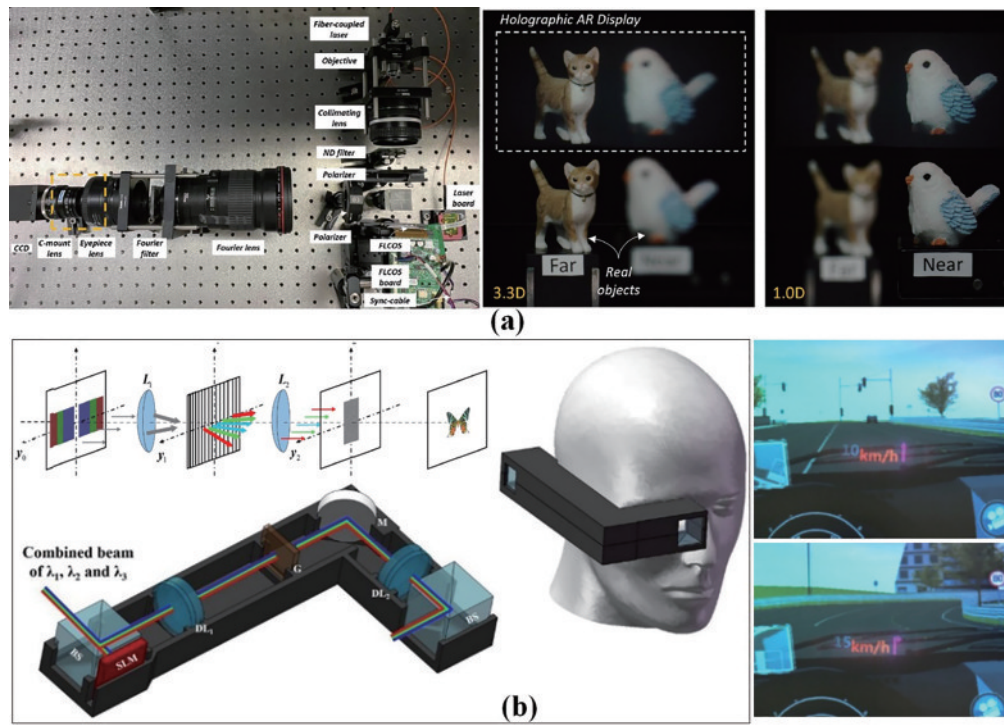 Fiber-coupled
laser
Objective
Collimating
lens
ND filter
Polarizer
Laser
board
Polarizer
CCD
C-mount
lens
Eyepiece
lens
Fourier
filter
Fourier lens
FLCOS
FLCOS
board
Sync-cable
Holographic AR Display
Far
Real
objects
3.3D
Near
1.0D
(a)
L1
L2
y0
y1
y2
Combined beam
of λ1, λ2 and λ3
BS
SLM
DL1
G
M
DL2
BS
10km/h
80
15km/h
(b)